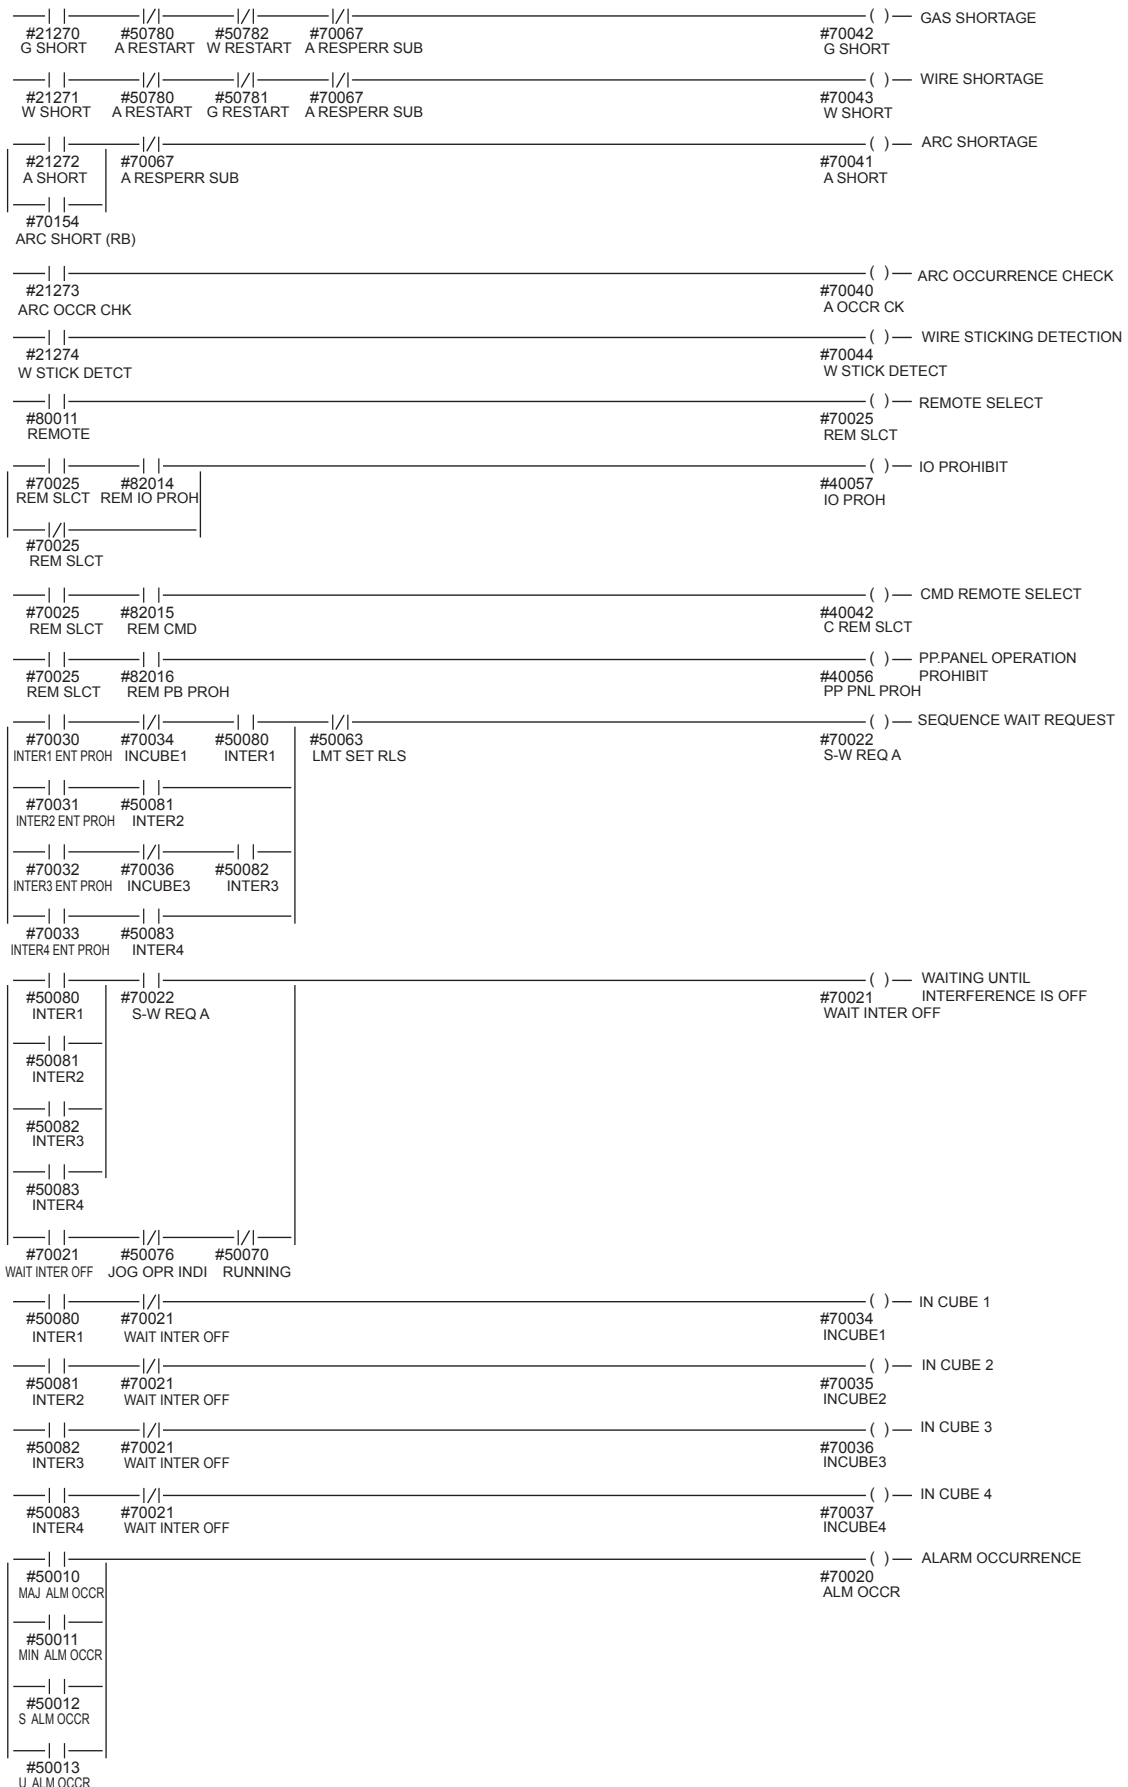 GAS SHORTAGE
#21270 #50780 #50782 #70067 #70042
G SHORT A RESTART W RESTART A RESPERR SUB G SHORT
WIRE SHORTAGE
#21271 #50780 #50781 #70067 #70043
W SHORT A RESTART G RESTART A RESPERR SUB W SHORT
ARC SHORTAGE
#21272 #70067 #70041
A SHORT A RESPERR SUB A SHORT
#70154
ARC SHORT (RB)
ARC OCCURRENCE CHECK
#21273 #70040
ARC OCCR CHK A OCCR CK
WIRE STICKING DETECTION
#21274 #70044
W STICK DETCT W STICK DETECT
REMOTE SELECT
#80011 #70025
REMOTE REM SLCT
IO PROHIBIT
#70025 #82014 #40057
REM SLCT REM IO PROH IO PROH
#70025
REM SLCT
CMD REMOTE SELECT
#70025 #82015 #40042
REM SLCT REM CMD C REM SLCT
PP.PANEL OPERATION
#70025 #82016 #40056 PROHIBIT
REM SLCT REM PB PROH PP PNL PROH
SEQUENCE WAIT REQUEST
#70030 #70034 #50080 #50063 #70022
INTER1 ENT PROH INCUBE1 INTER1 LMT SET RLS S-W REQ A
#70031 #50081
INTER2 ENT PROH INTER2
#70032 #70036 #50082
INTER3 ENT PROH INCUBE3 INTER3
#70033 #50083
INTER4 ENT PROH INTER4
WAITING UNTIL
#50080 #70022 #70021 INTERFERENCE IS OFF
INTER1 S-W REQ A WAIT INTER OFF
#50081
INTER2
#50082
INTER3
#50083
INTER4
#70021 #50076 #50070
WAIT INTER OFF JOG OPR INDI RUNNING
IN CUBE 1
#50080 #70021 #70034
INTER1 WAIT INTER OFF INCUBE1
IN CUBE 2
#50081 #70021 #70035
INTER2 WAIT INTER OFF INCUBE2
IN CUBE 3
#50082 #70021 #70036
INTER3 WAIT INTER OFF INCUBE3
IN CUBE 4
#50083 #70021 #70037
INTER4 WAIT INTER OFF INCUBE4
ALARM OCCURRENCE
#50010 #70020
MAJ ALM OCCR ALM OCCR
#50011
MIN ALM OCCR
#50012
S ALM OCCR
#50013
U ALM OCCR